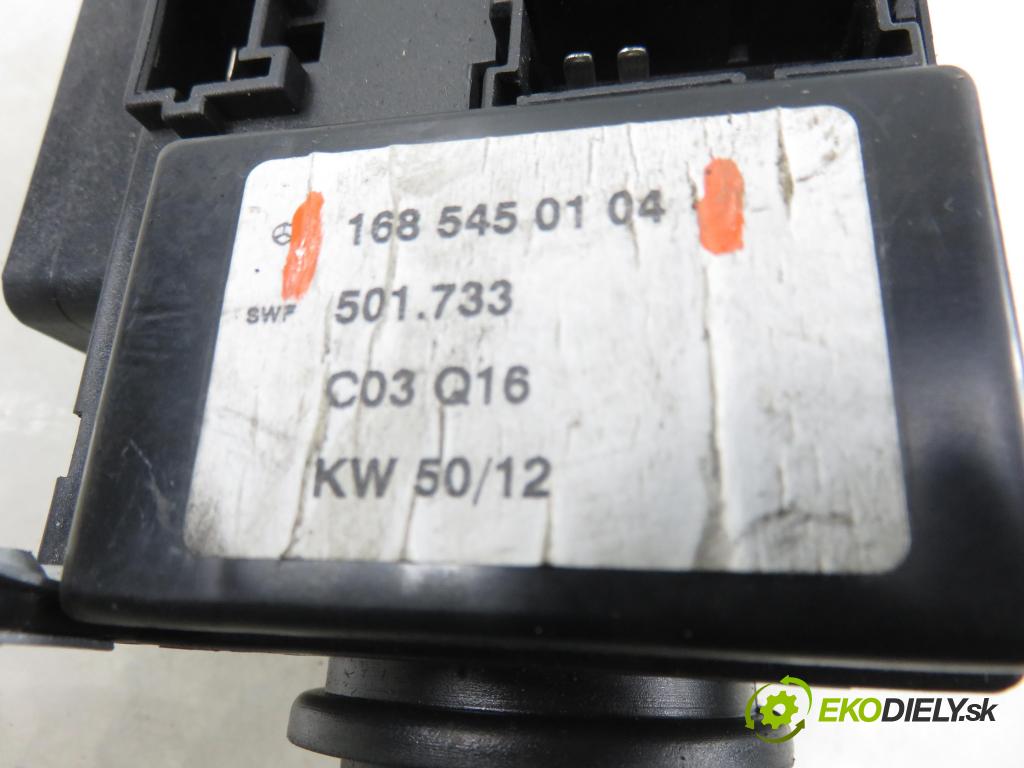 168 545 01 04
SWF 501.733
C03 Q16
KW 50/12
EKODIELY.sk